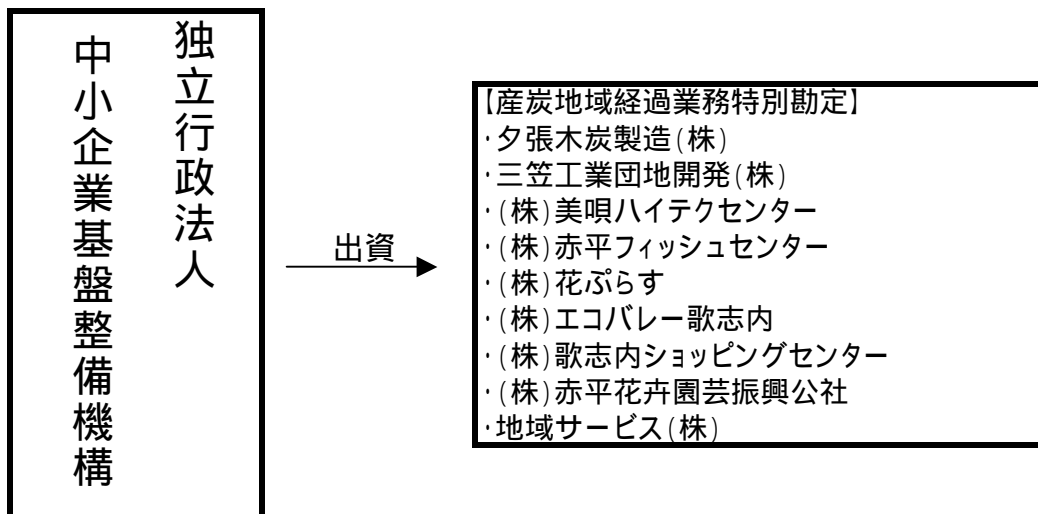 独立行政法人
中小企業基盤整備機構
出資
【産炭地域経過業務特別勘定】
・夕張木炭製造(株)
・三笠工業団地開発(株)
・(株)美唄ハイテクセンター
・(株)赤平フィッシュセンター
・(株)花ぷらす
・(株)エコバレー歌志内
・(株)歌志内ショッピングセンター
・(株)赤平花卉園芸振興公社
・地域サービス(株)